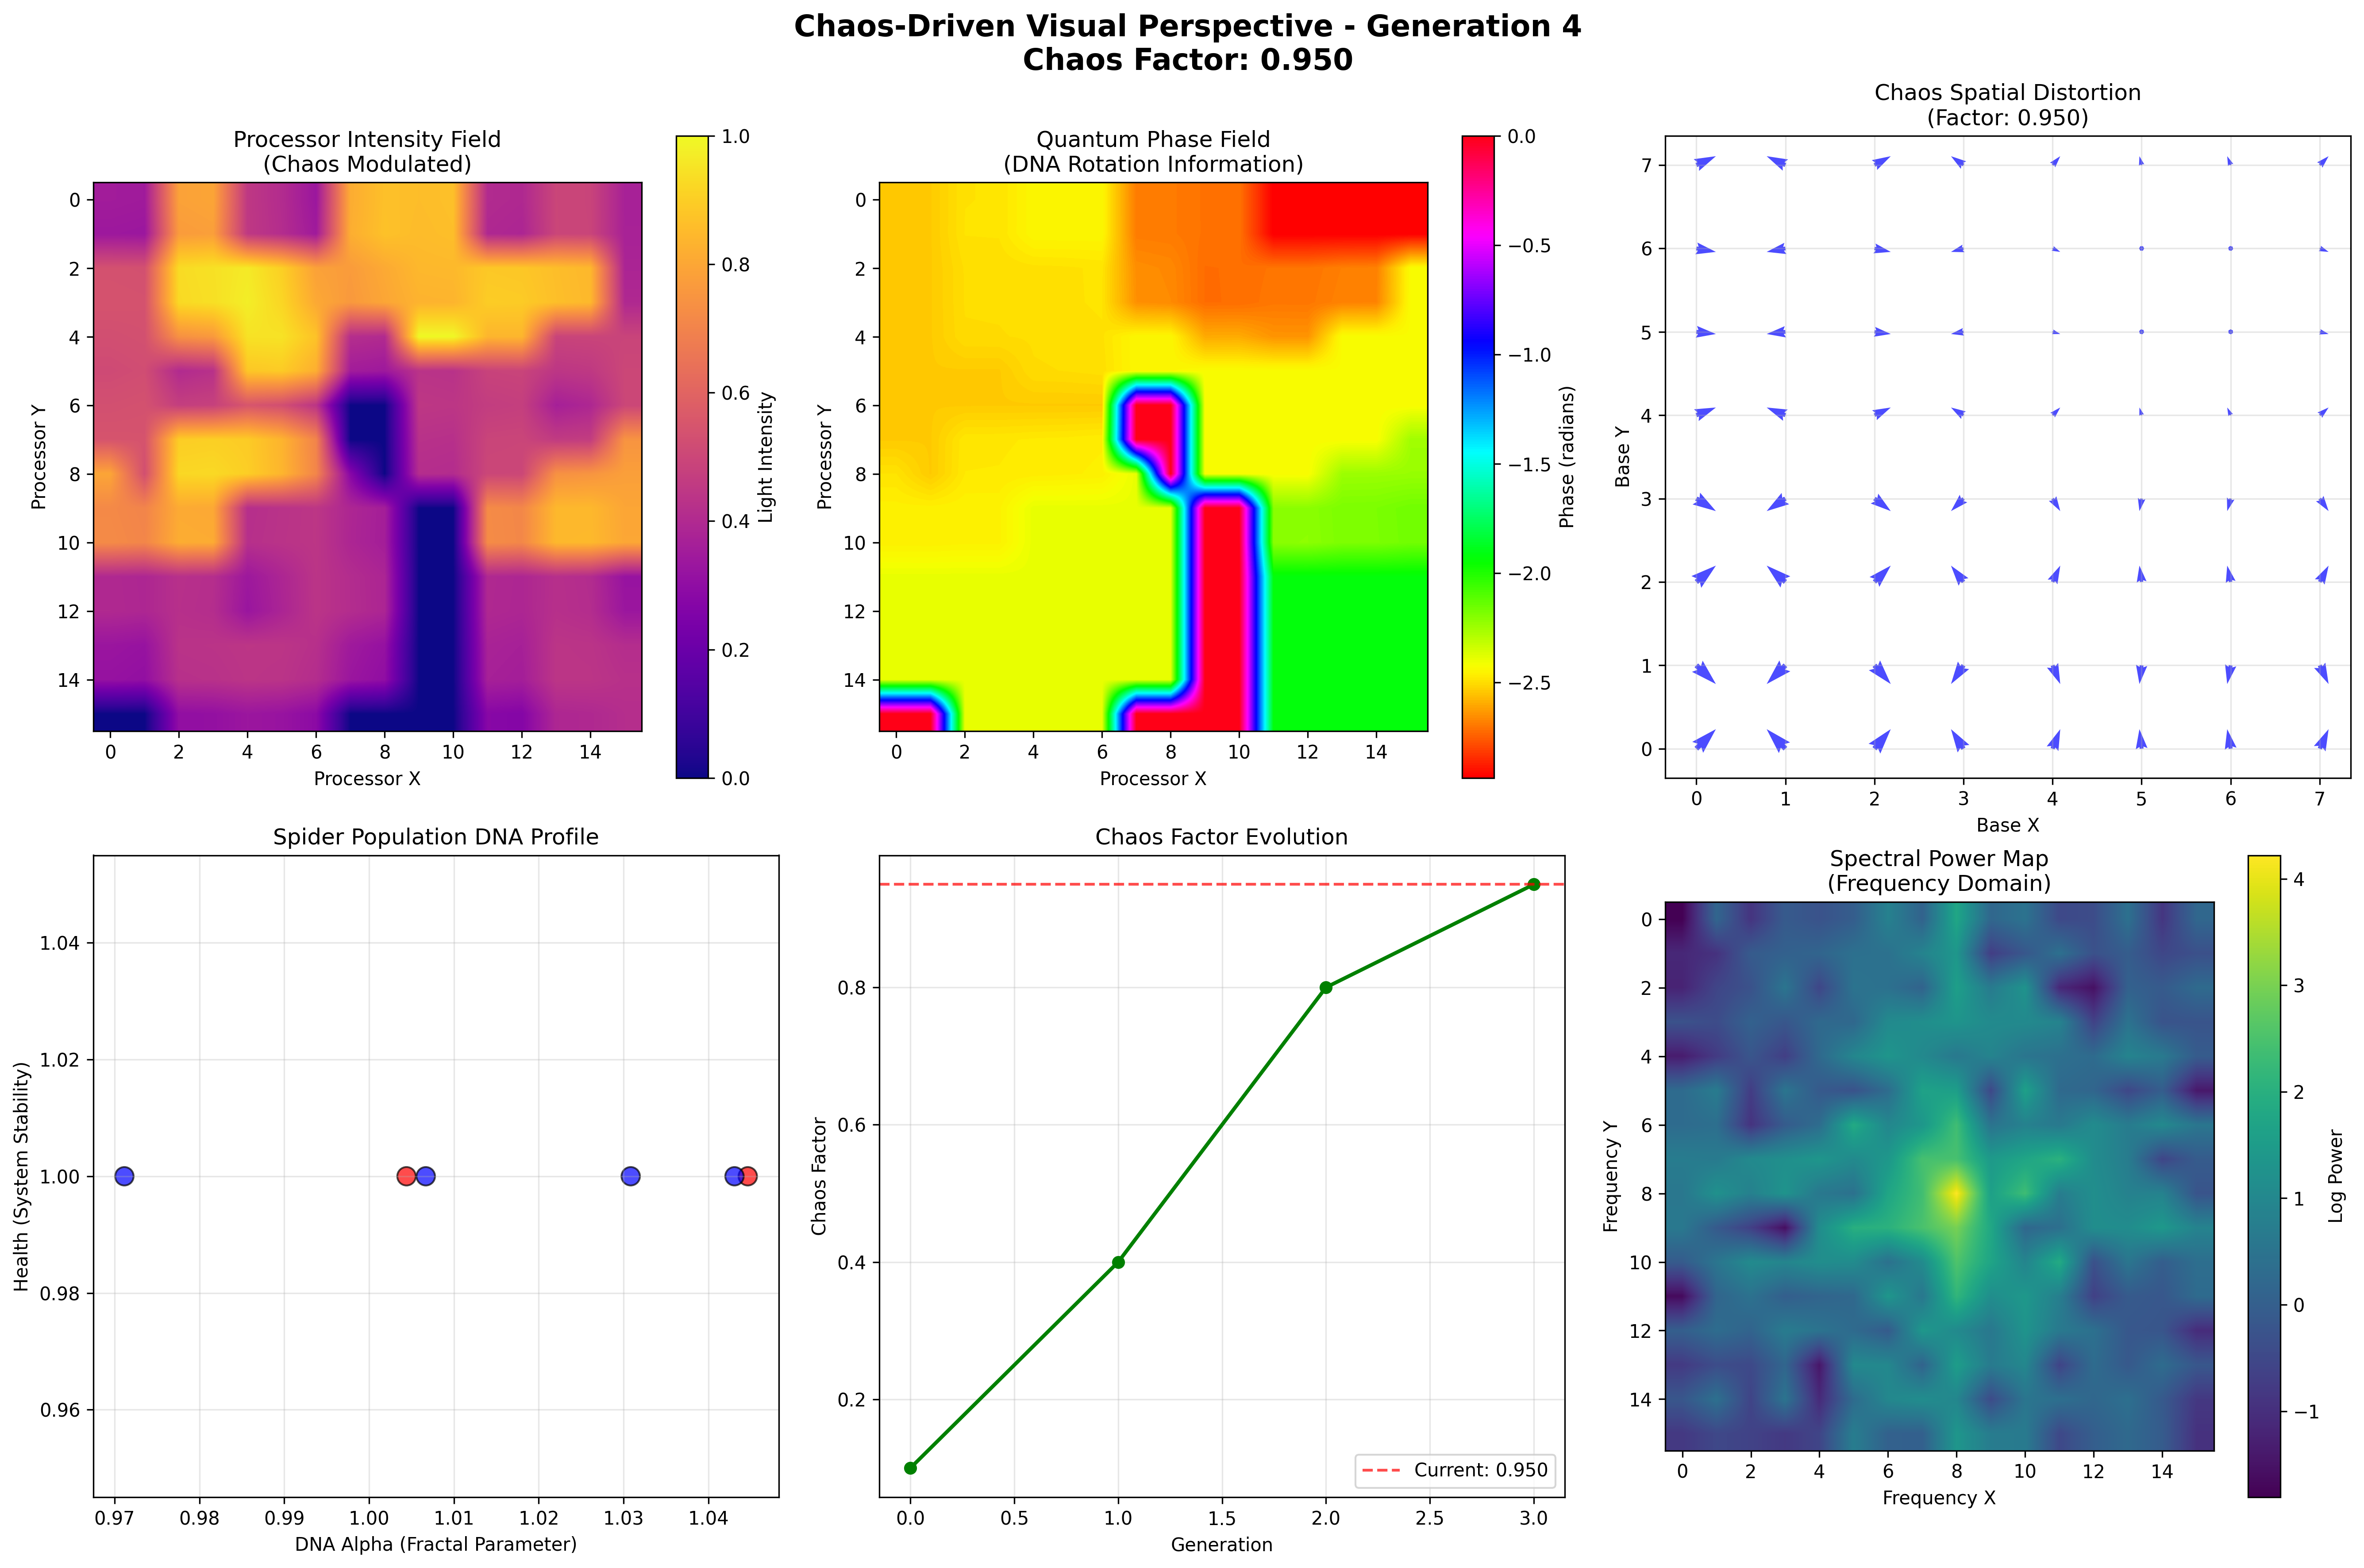 Chaos-Driven Visual Perspective - Generation 4
Chaos Factor: 0.950
Processor Intensity Field
(Chaos Modulated)
0
2
4
6
8
10
12
14
Processor Y
0 2 4 6 8 10 12 14
Processor X
1.0
0.8
0.6
0.4
0.2
0.0
Light Intensity
Quantum Phase Field
(DNA Rotation Information)
0
2
4
6
8
10
12
14
Processor Y
0 2 4 6 8 10 12 14
Processor X
0.0
−0.5
−1.0
−1.5
−2.0
−2.5
Phase (radians)
Chaos Spatial Distortion
(Factor: 0.950)
7
6
5
4
3
2
1
0
Base Y
0 1 2 3 4 5 6 7
Base X
Spider Population DNA Profile
1.04
1.02
1.00
0.98
0.96
Health (System Stability)
0.97 0.98 0.99 1.00 1.01 1.02 1.03 1.04
DNA Alpha (Fractal Parameter)
Chaos Factor Evolution
0.8
0.6
0.4
0.2
Chaos Factor
Current: 0.950
0.0 0.5 1.0 1.5 2.0 2.5 3.0
Generation
Spectral Power Map
(Frequency Domain)
0
2
4
6
8
10
12
14
Frequency Y
0 2 4 6 8 10 12 14
Frequency X
4
3
2
1
0
−1
Log Power